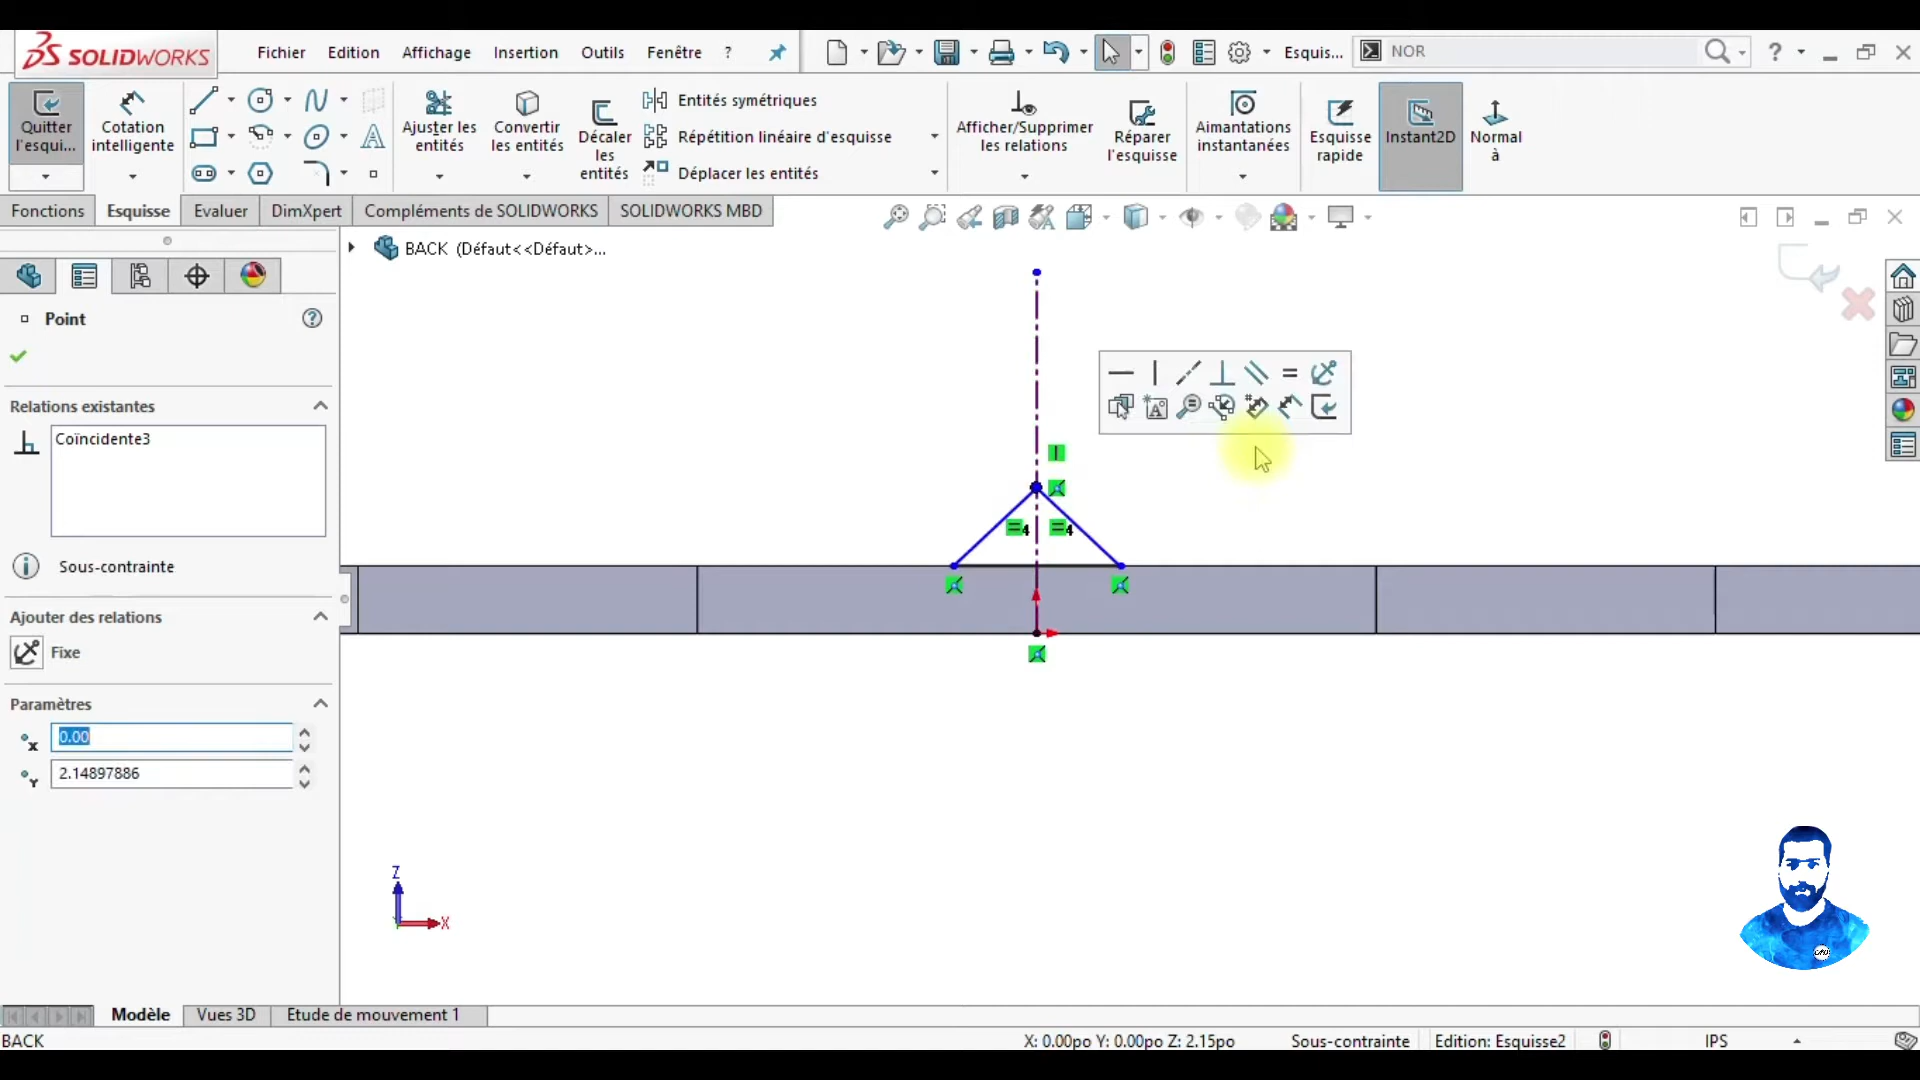 SOLIDWORKS
Fichier Edition Affichage Insertion Outils Fenêtre ? Esquis... NOR ?
Quitter l'esqui...
Cotation intelligente
Ajuster les entités
Convertir les entités
Décaler les entités
Entités symétriques
Répétition linéaire d'esquisse
Déplacer les entités
Afficher/Supprimer les relations
Réparer l'esquisse
Aimantations instantanées
Esquisse rapide
Instant2D
Normal à
Fonctions Esquisse Evaluer DimXpert Compléments de SOLIDWORKS SOLIDWORKS MBD
BACK (Défaut<<Défaut>...
Point
Relations existantes
Coïncidente3
Sous-contrainte
Ajouter des relations
Fixe
Paramètres
x 0.00
Y 2.14897886
4 4
Z
X
Modèle Vues 3D Etude de mouvement 1
BACK X: 0.00po Y: 0.00po Z: 2.15po Sous-contrainte Edition: Esquisse2 IPS